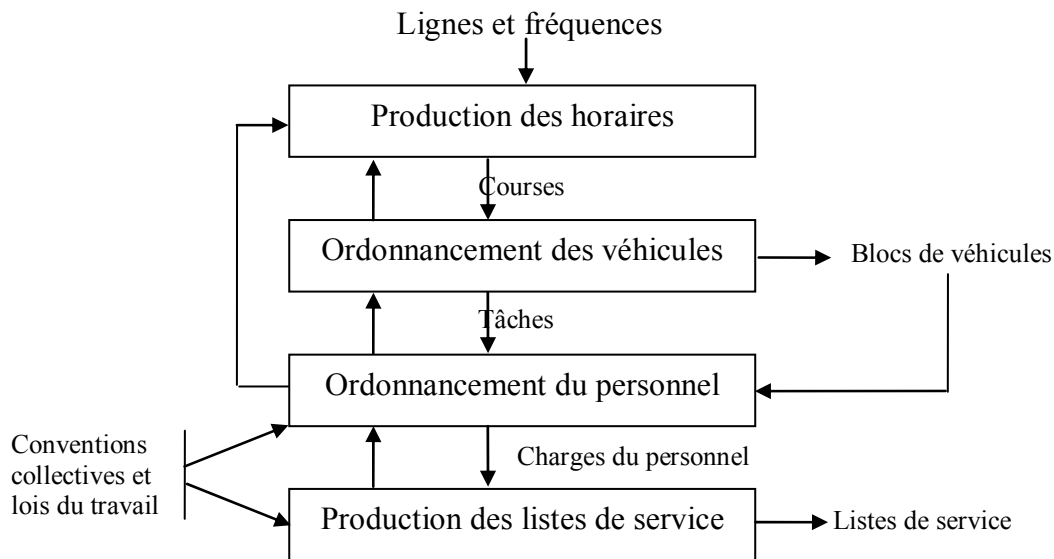 Lignes et fréquences
Production des horaires
Courses
Ordonnancement des véhicules
Blocs de véhicules
Tâches
Ordonnancement du personnel
Conventions
collectives et
lois du travail
Charges du personnel
Production des listes de service
Listes de service